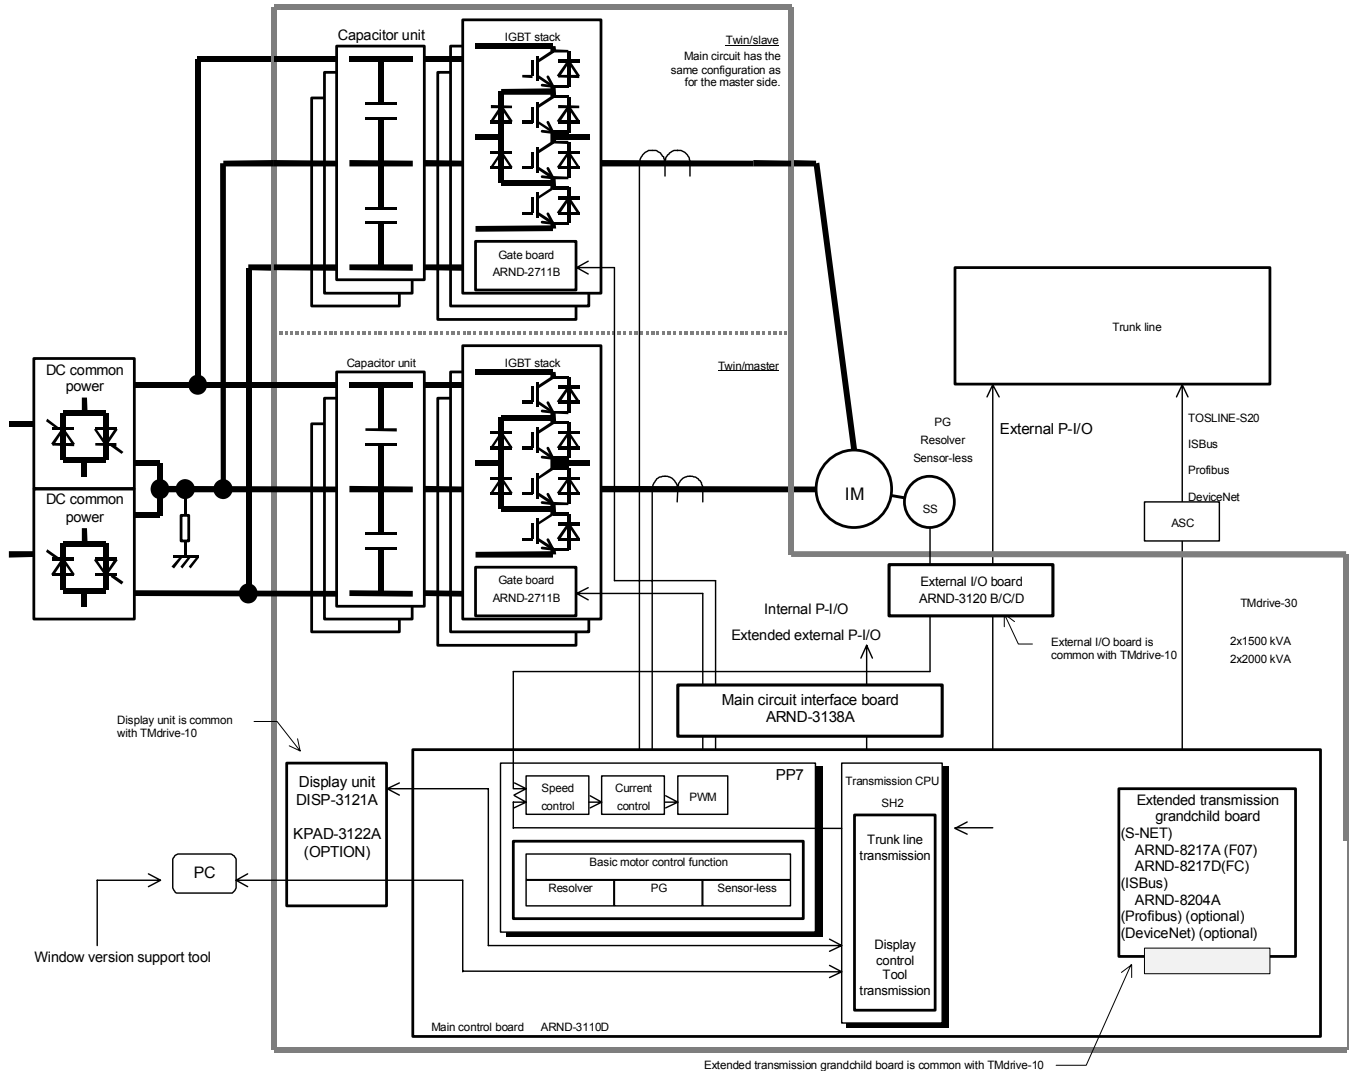 Capacitor unit
IGBT stack
Twin/slave
Main circuit has the
same configuration as
for the master side.
Gate board
ARND-2711B
Trunk line
Capacitor unit
IGBT stack
Twin/master
DC common
power
DC common
power
Gate board
ARND-2711B
PG
Resolver
Sensor-less
External P-I/O
TOSLINE-S20
ISBus
Profibus
DeviceNet
ASC
IM
SS
External I/O board
ARND-3120 B/C/D
TMdrive-30
2x1500 kVA
2x2000 kVA
Internal P-I/O
Extended external P-I/O
External I/O board is
common with TMdrive-10
Main circuit interface board
ARND-3138A
Display unit is common
with TMdrive-10
Display unit
DISP-3121A
KPAD-3122A
(OPTION)
PP7
Speed
control
Current
control
PWM
Basic motor control function
Resolver
PG
Sensor-less
Transmission CPU
SH2
Trunk line
transmission
Display
control
Tool
transmission
Extended transmission
grandchild board
(S-NET)
ARND-8217A (F07)
ARND-8217D(FC)
(ISBus)
ARND-8204A
(Profibus) (optional)
(DeviceNet) (optional)
PC
Window version support tool
Main control board ARND-3110D
Extended transmission grandchild board is common with TMdrive-10